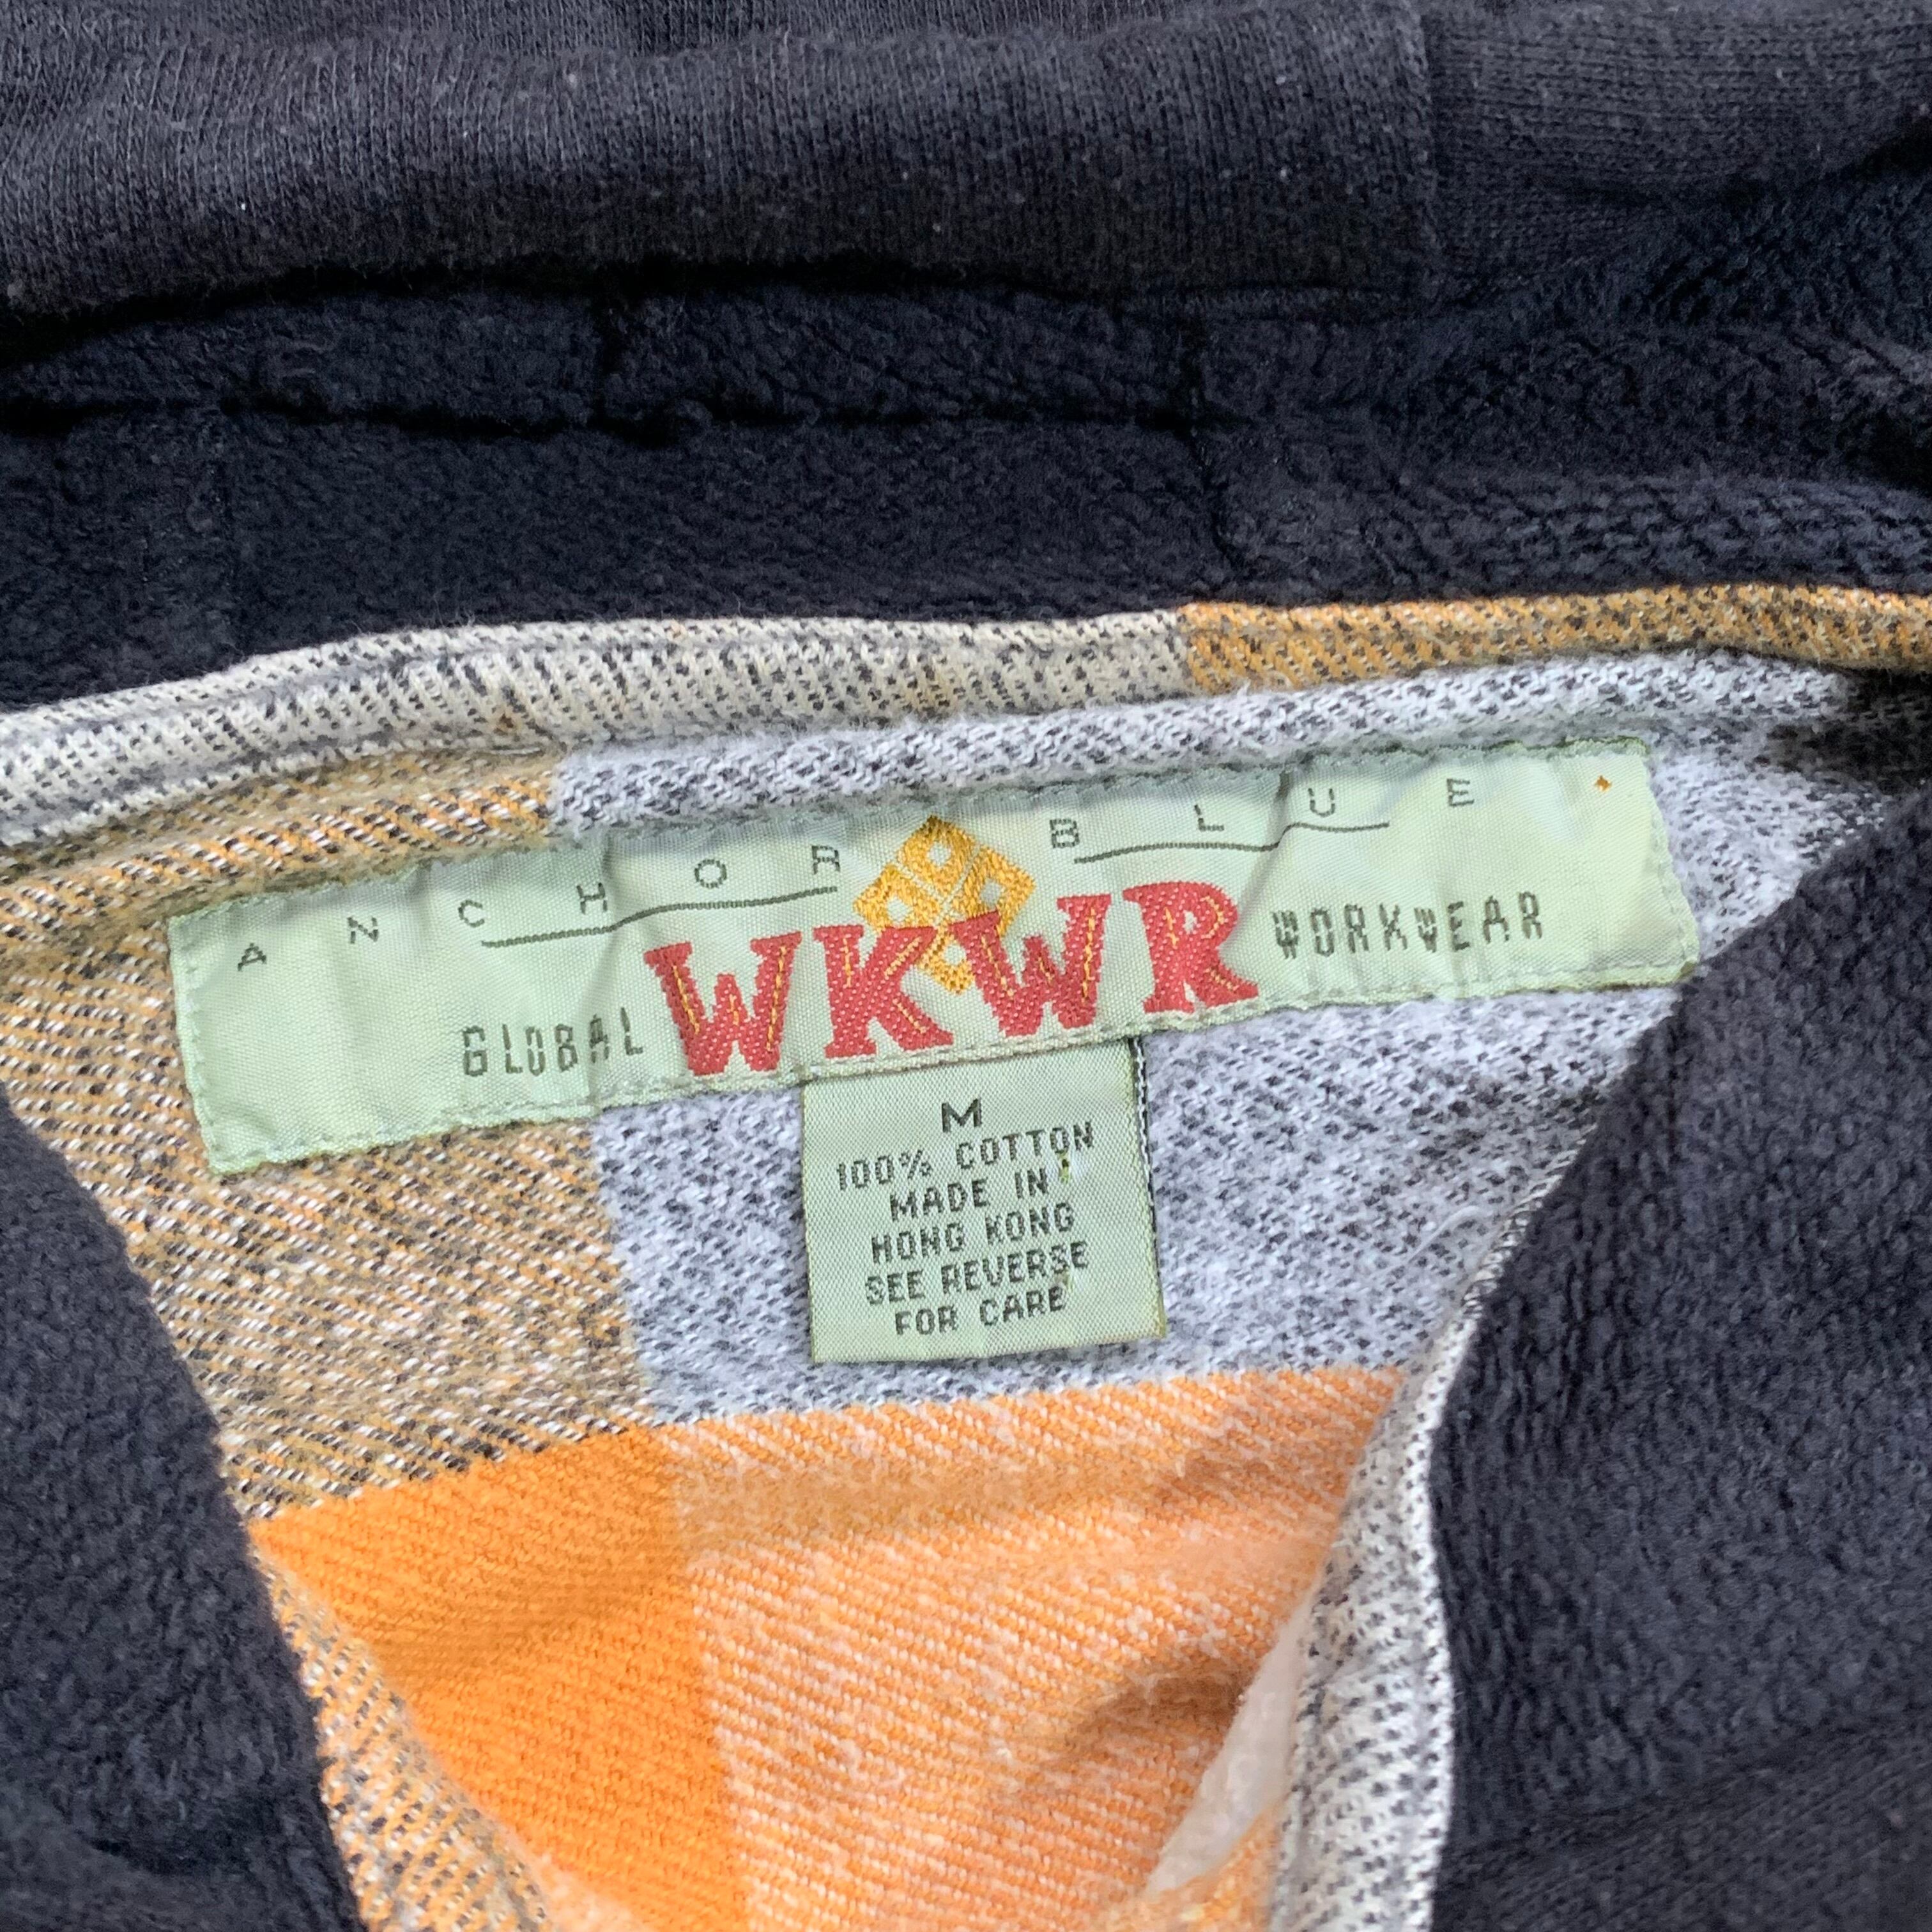 ANCHOR BLUE
GLOBAL WKWR WORKWEAR
M
100% COTTON
MADE IN
HONG KONG
SEE REVERSE
FOR CARE